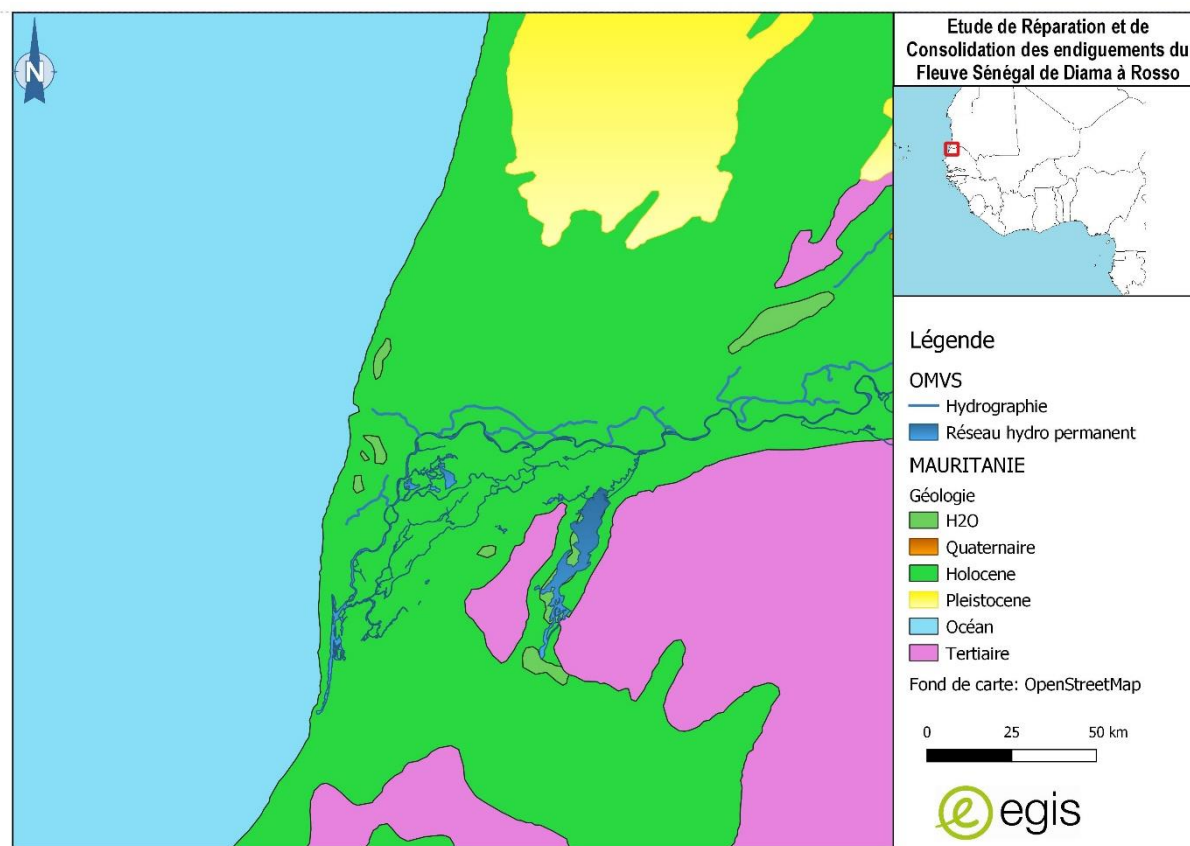 N
Etude de Réparation et de
Consolidation des endiguements du
Fleuve Sénégal de Diama à Rosso
Légende
OMVS
Hydrographie
Réseau hydro permanent
MAURITANIE
Géologie
H2O
Quaternaire
Holocene
Pleistocene
Océan
Tertiaire
Fond de carte: OpenStreetMap
0 25 50 km
e egis